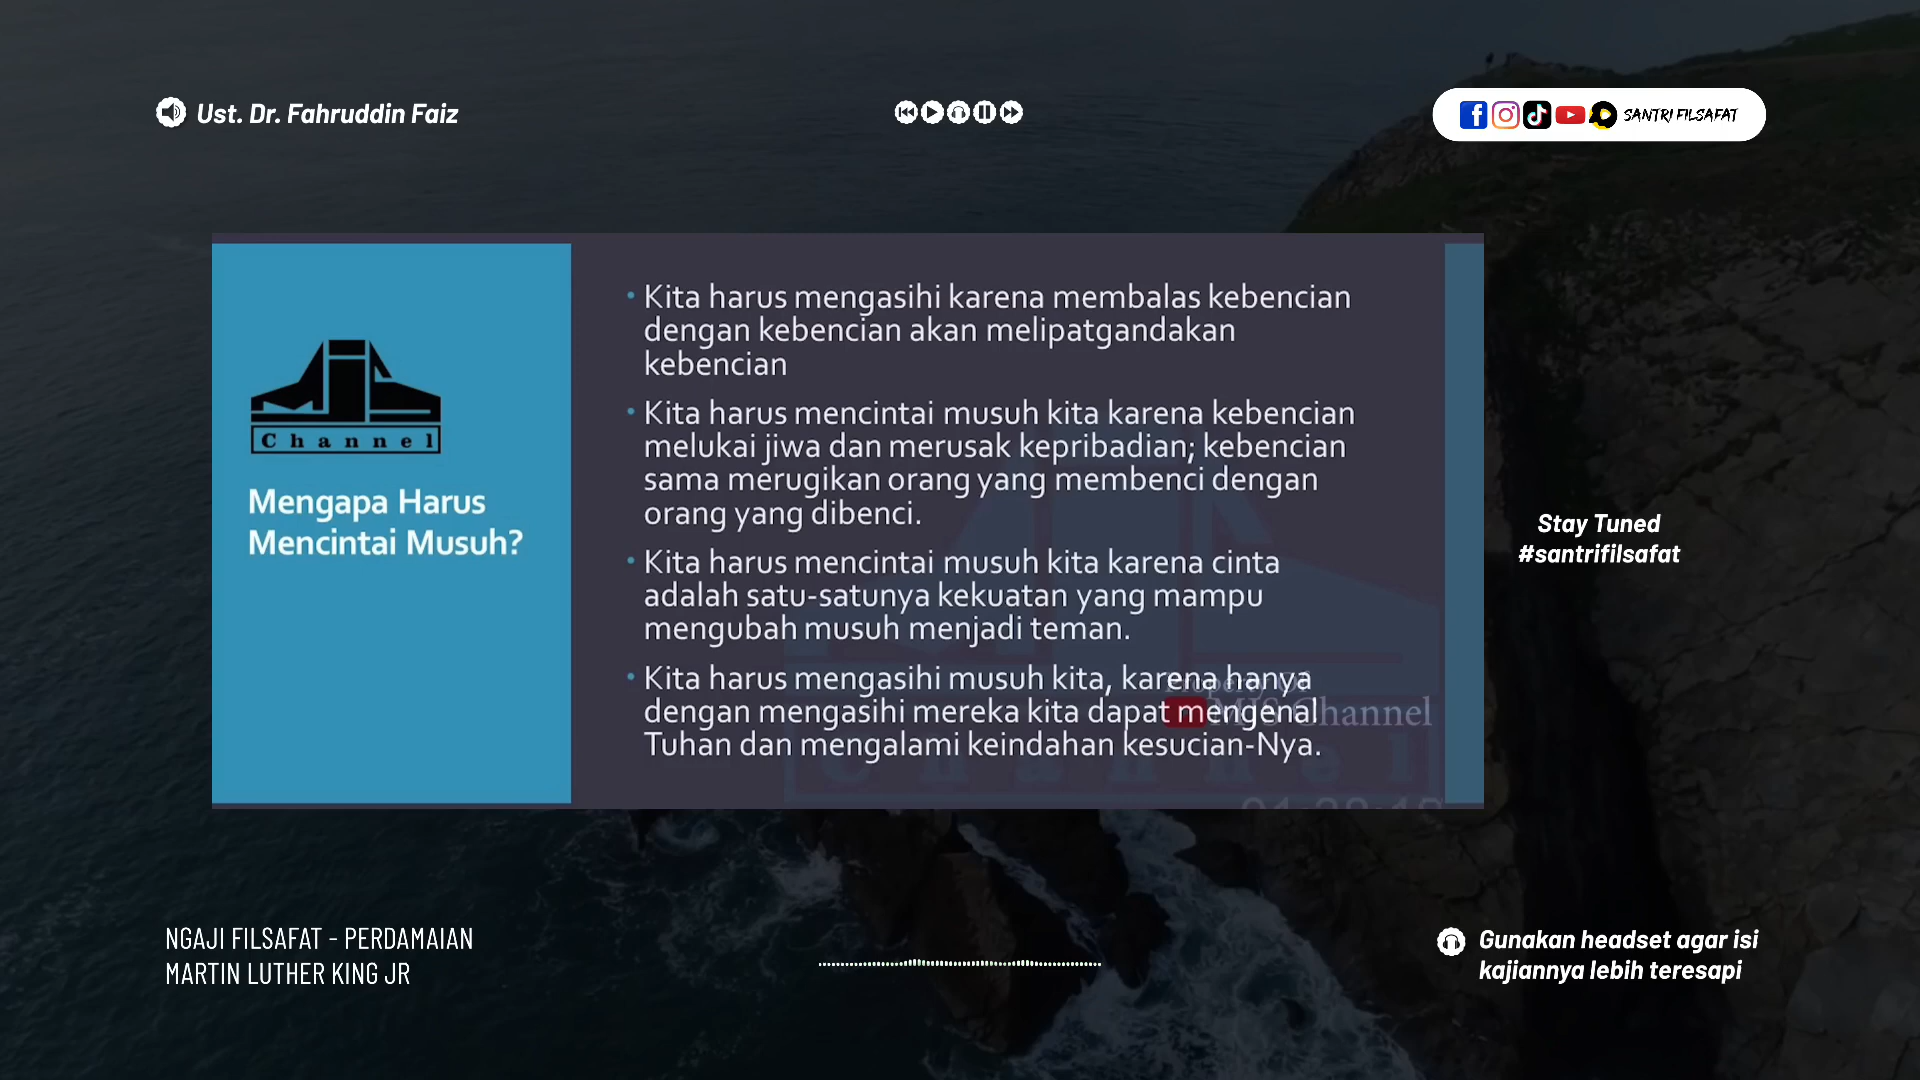 Ust. Dr. Fahruddin Faiz
SANTRI FILSAFAT
Channel
Mengapa Harus
Mencintai Musuh?
• Kita harus mengasihi karena membalas kebencian
dengan kebencian akan melipatgandakan
kebencian
• Kita harus mencintai musuh kita karena kebencian
melukai jiwa dan merusak kepribadian; kebencian
sama merugikan orang yang membenci dengan
orang yang dibenci.
• Kita harus mencintai musuh kita karena cinta
adalah satu-satunya kekuatan yang mampu
mengubah musuh menjadi teman.
• Kita harus mengasihi musuh kita, karena hanya
dengan mengasihi mereka kita dapat mengenal
Tuhan dan mengalami keindahan kesucian-Nya.
Property Of
MJS Channel
Channel
Stay Tuned
#santrifilsafat
NGAJI FILSAFAT - PERDAMAIAN
MARTIN LUTHER KING JR
Gunakan headset agar isi
kajiannya lebih teresapi